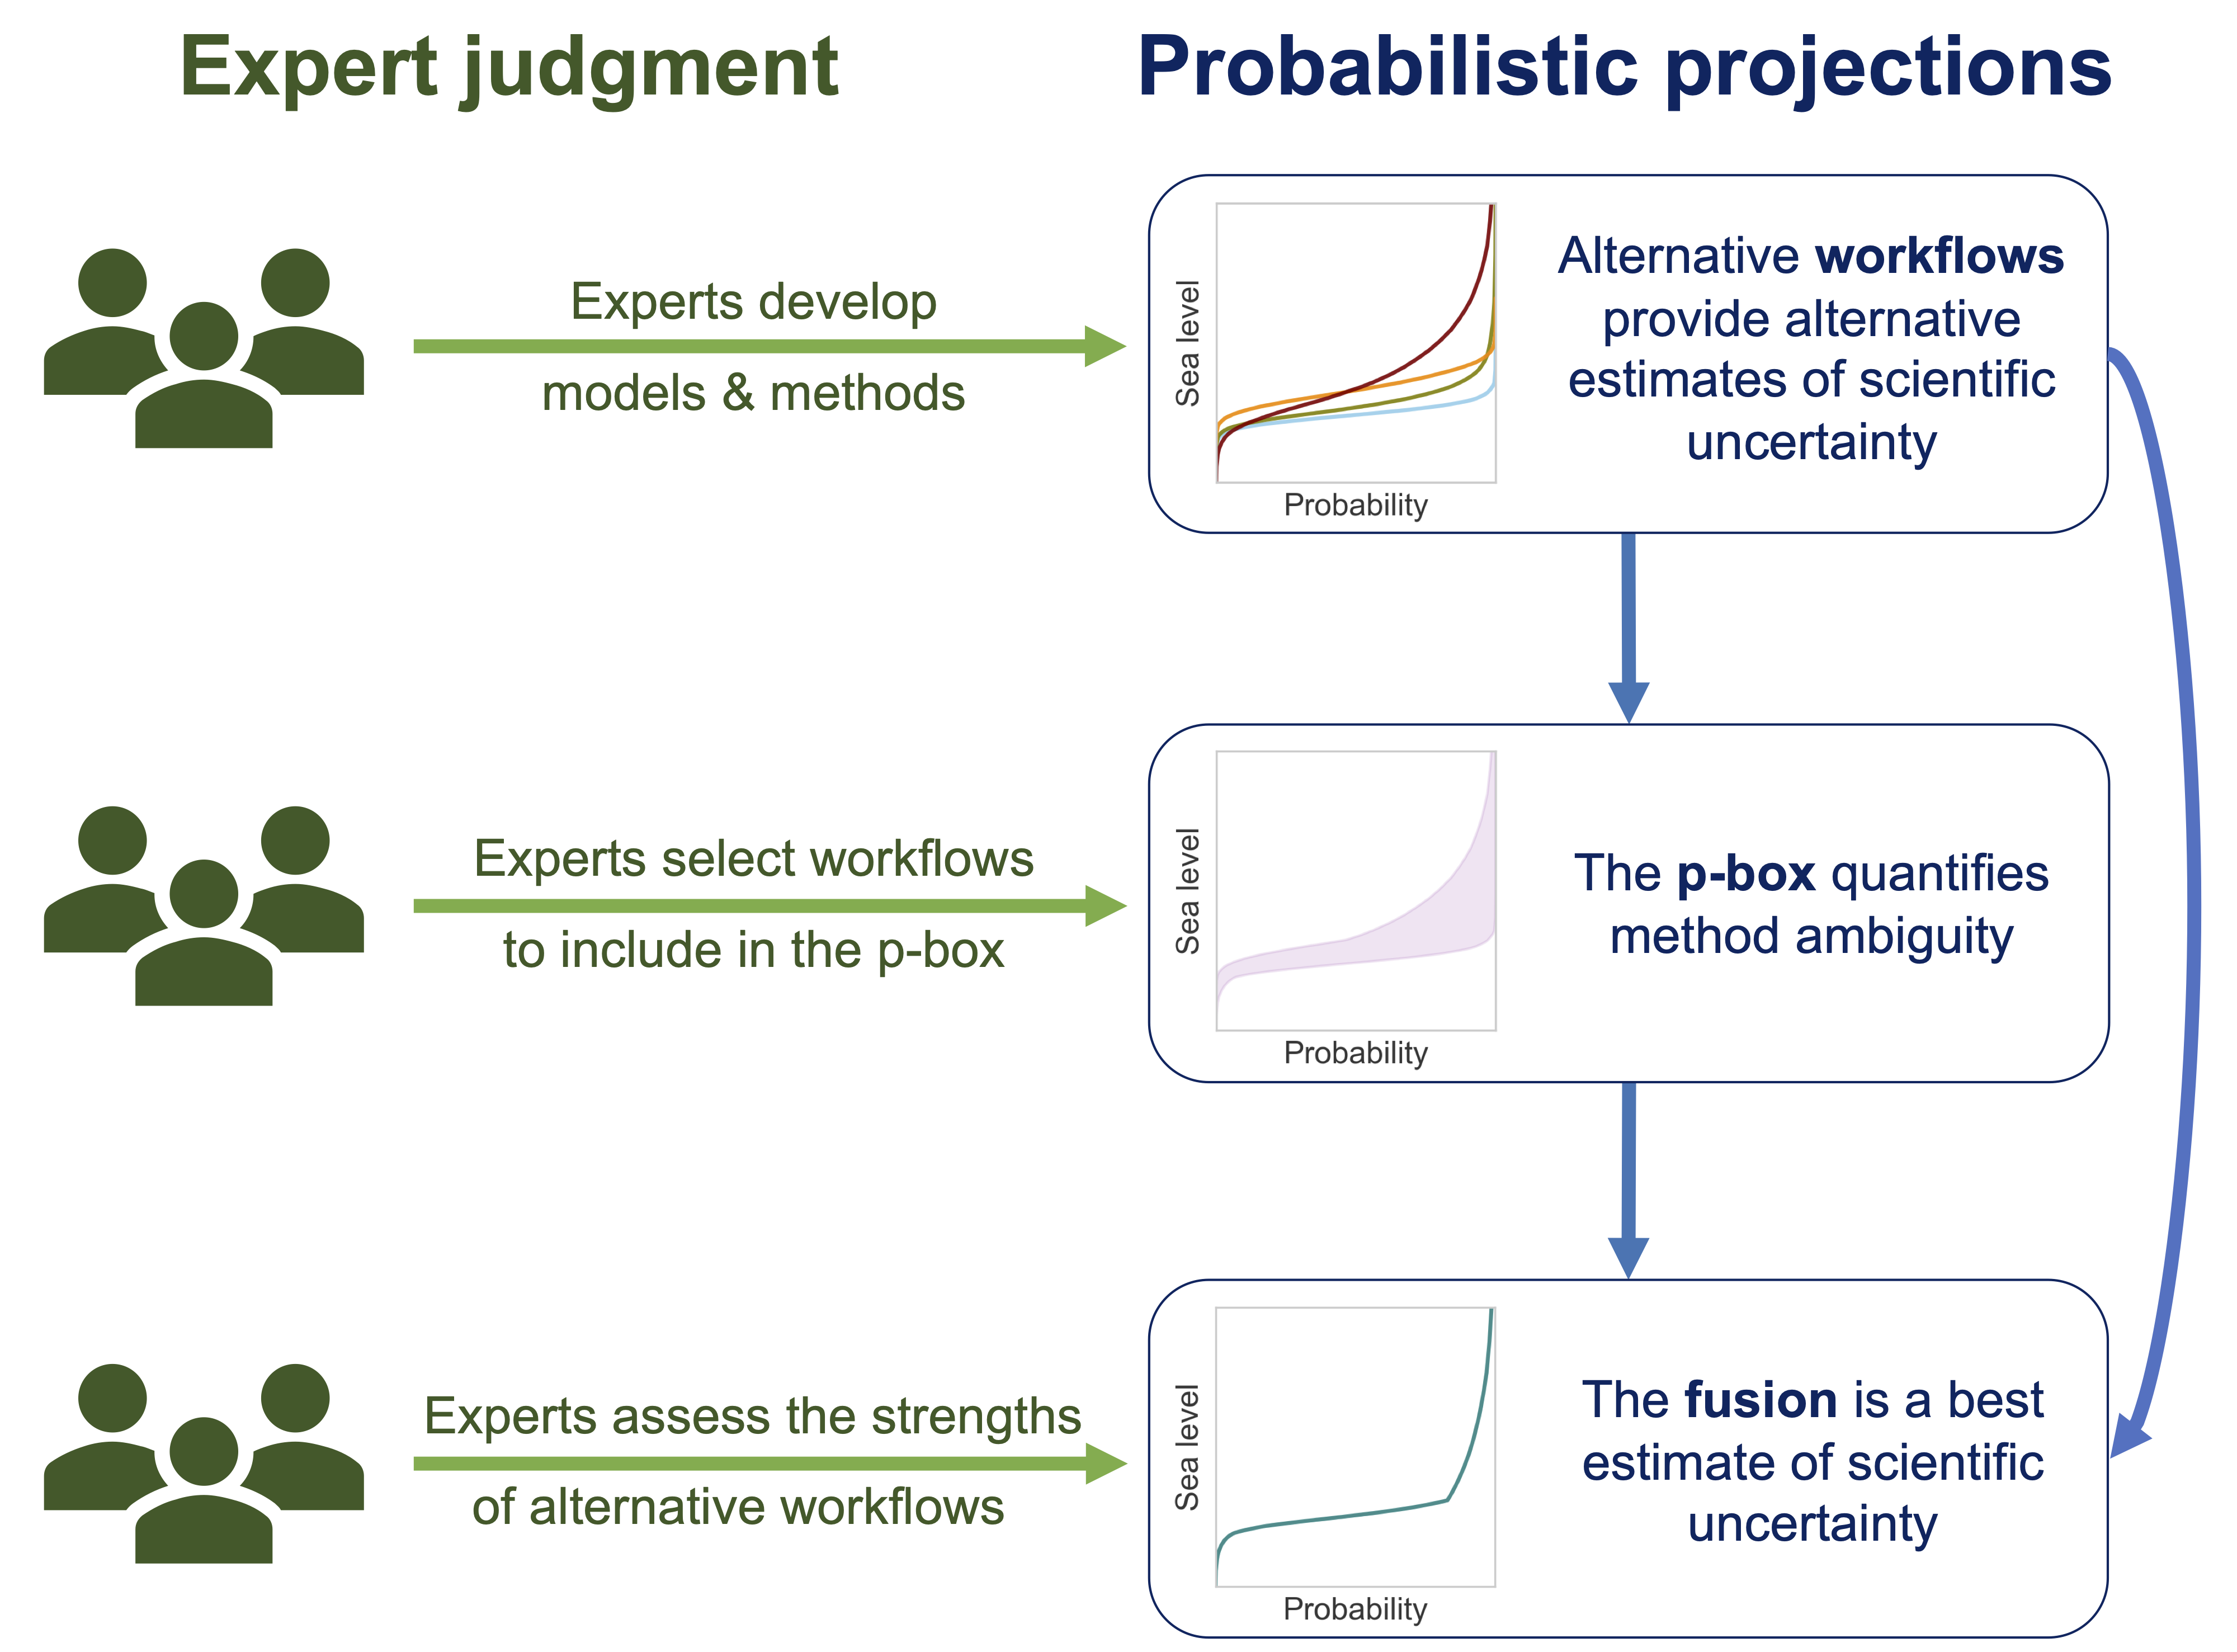 Expert judgment
Probabilistic projections
Experts develop
models & methods
Sea level
Probability
Alternative workflows
provide alternative
estimates of scientific
uncertainty
Experts select workflows
to include in the p-box
Sea level
Probability
The p-box quantifies
method ambiguity
Experts assess the strengths
of alternative workflows
Sea level
Probability
The fusion is a best
estimate of scientific
uncertainty